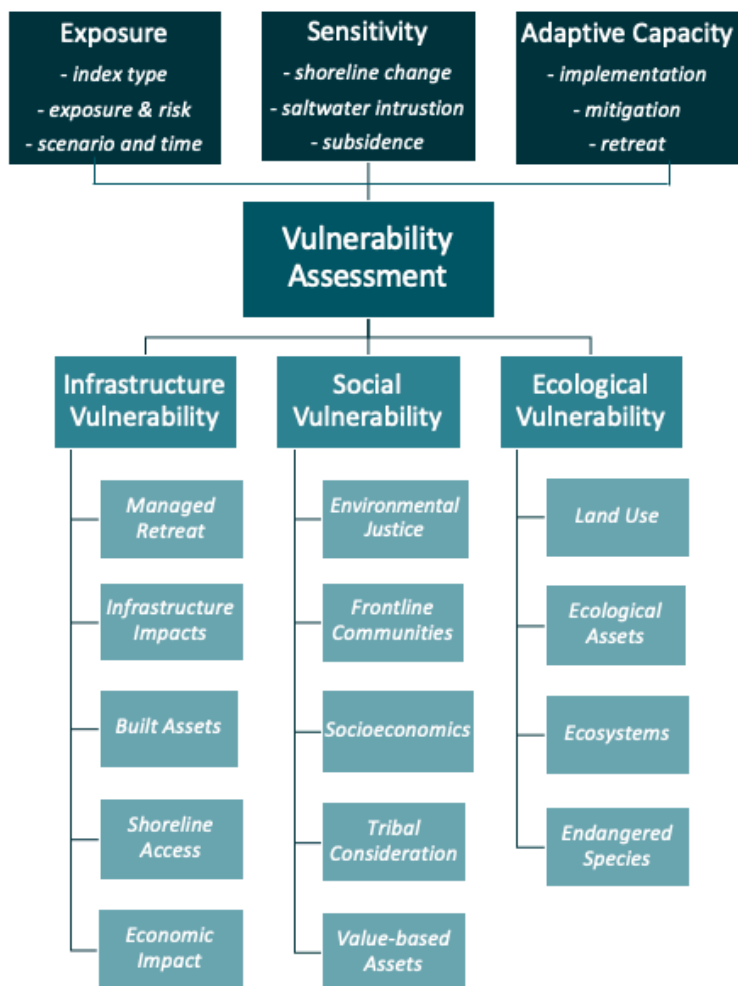 Exposure
- index type
- exposure & risk
- scenario and time
Sensitivity
- shoreline change
- saltwater intrustion
- subsidence
Adaptive Capacity
- implementation
- mitigation
- retreat
Vulnerability
Assessment
Infrastructure
Vulnerability
Managed
Retreat
Infrastructure
Impacts
Built Assets
Shoreline
Access
Economic
Impact
Social
Vulnerability
Environmental
Justice
Frontline
Communities
Socioeconomics
Tribal
Consideration
Value-based
Assets
Ecological
Vulnerability
Land Use
Ecological
Assets
Ecosystems
Endangered
Species